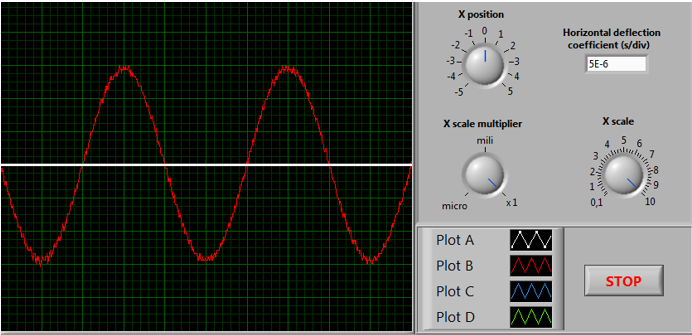 X position
-5 -4 -3 -2 -1 0 1 2 3 4 5
Horizontal deflection
coefficient (s/div)
5E-6
X scale multiplier
micro mili x 1
X scale
0,1 1 2 3 4 5 6 7 8 9 10
Plot A
Plot B
Plot C
Plot D
STOP